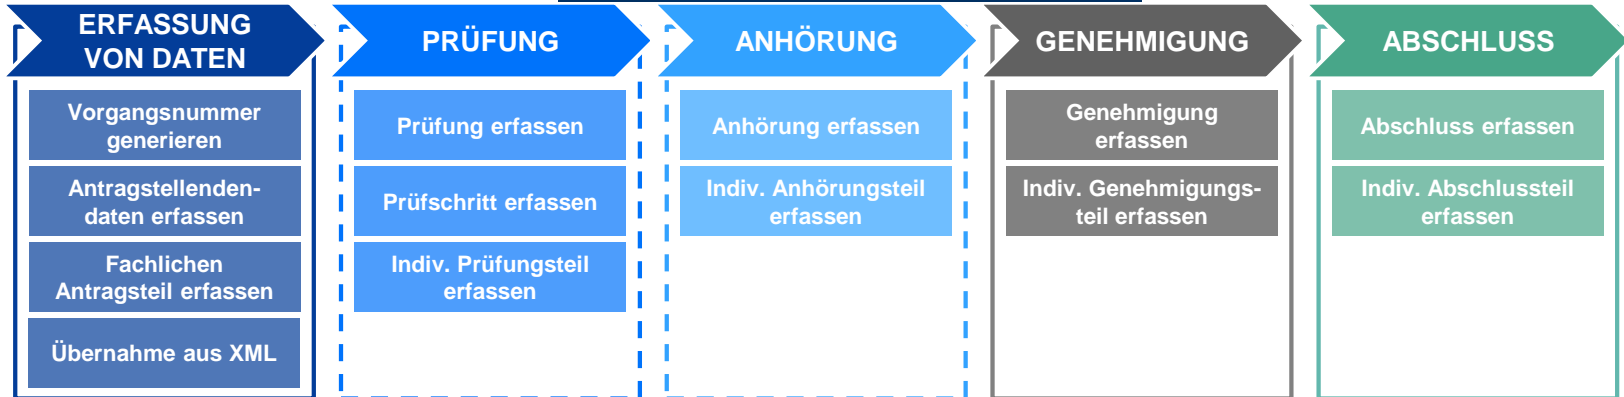 ERFASSUNG
VON DATEN
Vorgangsnummer
generieren
Antragstellenden-
daten erfassen
Fachlichen
Antragsteil erfassen
Übernahme aus XML
PRÜFUNG
Prüfung erfassen
Prüfschritt erfassen
Indiv. Prüfungsteil
erfassen
ANHÖRUNG
Anhörung erfassen
Indiv. Anhörungsteil
erfassen
GENEHMIGUNG
Genehmigung
erfassen
Indiv. Genehmigungs-
teil erfassen
ABSCHLUSS
Abschluss erfassen
Indiv. Abschlussteil
erfassen